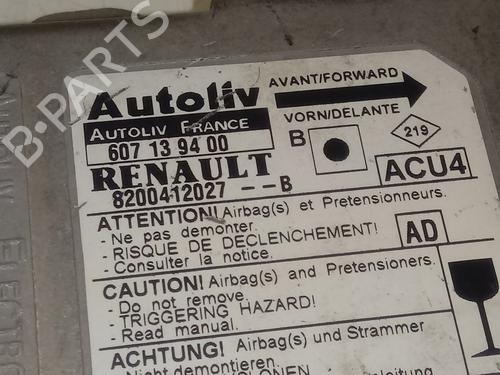 B-PARTS
Autoliv
AVANT/FORWARD
AUTOLIV FRANCE
VORN/DELANTE
607 13 94 00
B
219
RENAULT
ACU4
8200412027 --B
ATTENTION! Airbag(s) et Pretensionneurs.
- Ne pas demonter.
- RISQUE DE DECLENCHEMENT!
- Consulter la notice.
AD
CAUTION! Airbag(s) and Pretensioners.
- Do not remove.
- TRIGGERING HAZARD!
- Read manual.
ACHTUNG! Airbag(s) und Strammer
- Nicht demontieren.